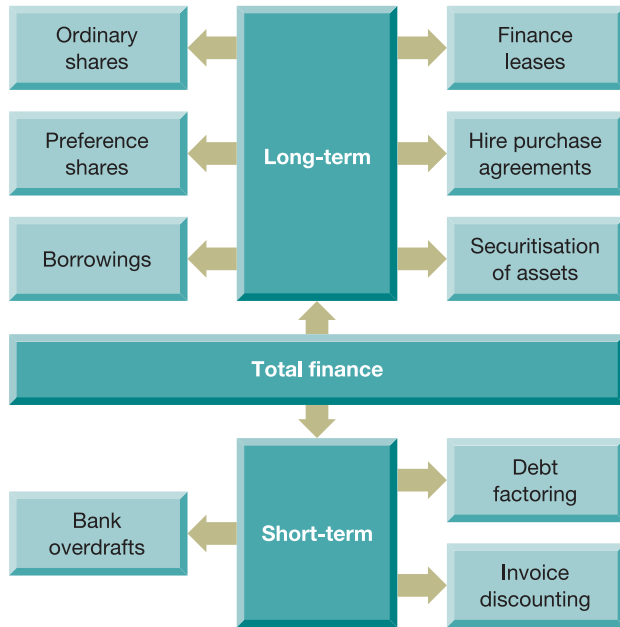 Ordinary
shares
Finance
leases
Preference
shares
Long-term
Hire purchase
agreements
Borrowings
Securitisation
of assets
Total finance
Bank
overdrafts
Short-term
Debt
factoring
Invoice
discounting